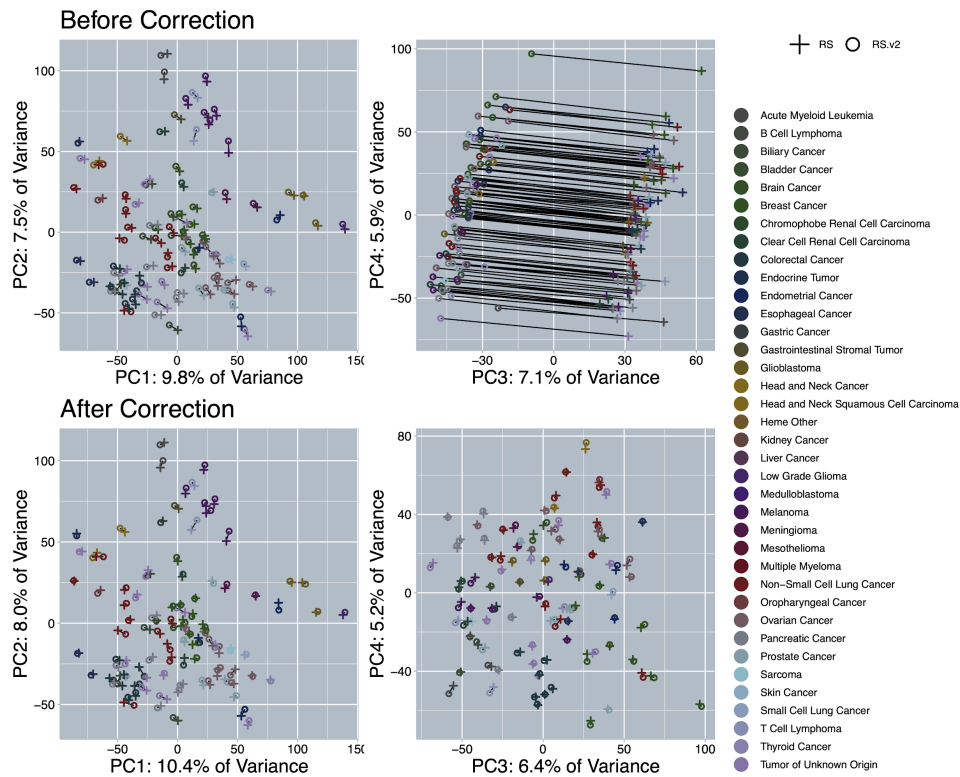 Before Correction
RS
RS.v2
100
50
0
−50
PC2: 7.5% of Variance
−50
0
50
100
150
PC1: 9.8% of Variance
100
50
0
−50
PC4: 5.9% of Variance
−30
0
30
60
PC3: 7.1% of Variance
After Correction
100
50
0
−50
PC2: 8.0% of Variance
−50
0
50
100
150
PC1: 10.4% of Variance
80
40
0
−40
PC4: 5.2% of Variance
−50
0
50
100
PC3: 6.4% of Variance
Acute Myeloid Leukemia
B Cell Lymphoma
Biliary Cancer
Bladder Cancer
Brain Cancer
Breast Cancer
Chromophobe Renal Cell Carcinoma
Clear Cell Renal Cell Carcinoma
Colorectal Cancer
Endocrine Tumor
Endometrial Cancer
Esophageal Cancer
Gastric Cancer
Gastrointestinal Stromal Tumor
Glioblastoma
Head and Neck Cancer
Head and Neck Squamous Cell Carcinoma
Heme Other
Kidney Cancer
Liver Cancer
Low Grade Glioma
Medulloblastoma
Melanoma
Meningioma
Mesothelioma
Multiple Myeloma
Non−Small Cell Lung Cancer
Oropharyngeal Cancer
Ovarian Cancer
Pancreatic Cancer
Prostate Cancer
Sarcoma
Skin Cancer
Small Cell Lung Cancer
T Cell Lymphoma
Thyroid Cancer
Tumor of Unknown Origin